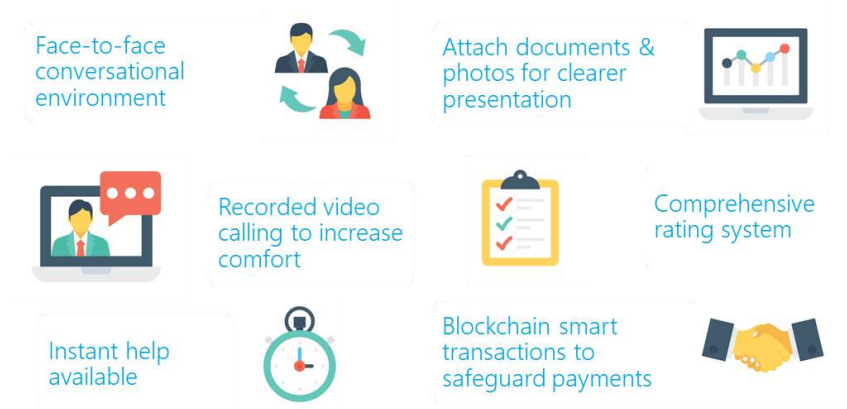 Face-to-face
conversational
environment
Attach documents &
photos for clearer
presentation
Recorded video
calling to increase
comfort
Comprehensive
rating system
Instant help
available
Blockchain smart
transactions to
safeguard payments